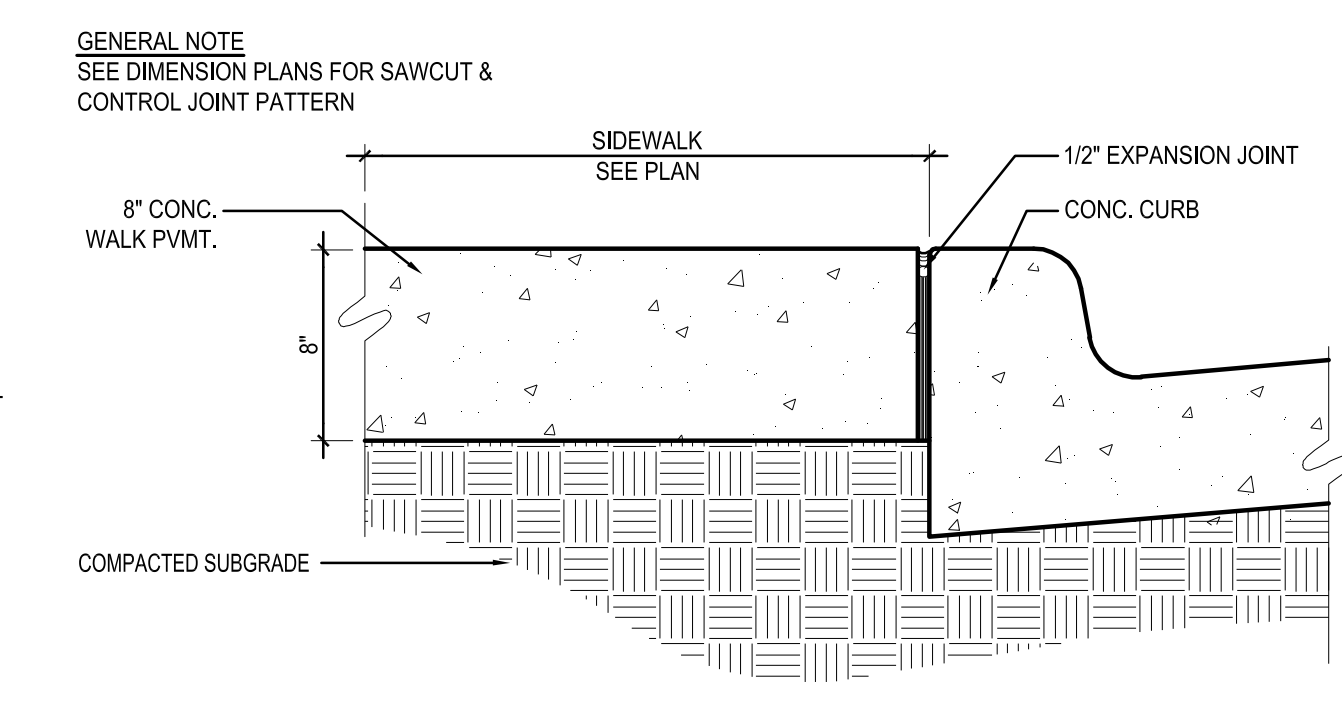 GENERAL NOTE
SEE DIMENSION PLANS FOR SAWCUT &
CONTROL JOINT PATTERN
SIDEWALK
SEE PLAN
1/2" EXPANSION JOINT
8" CONC.
WALK PVMT.
CONC. CURB
8"
COMPACTED SUBGRADE